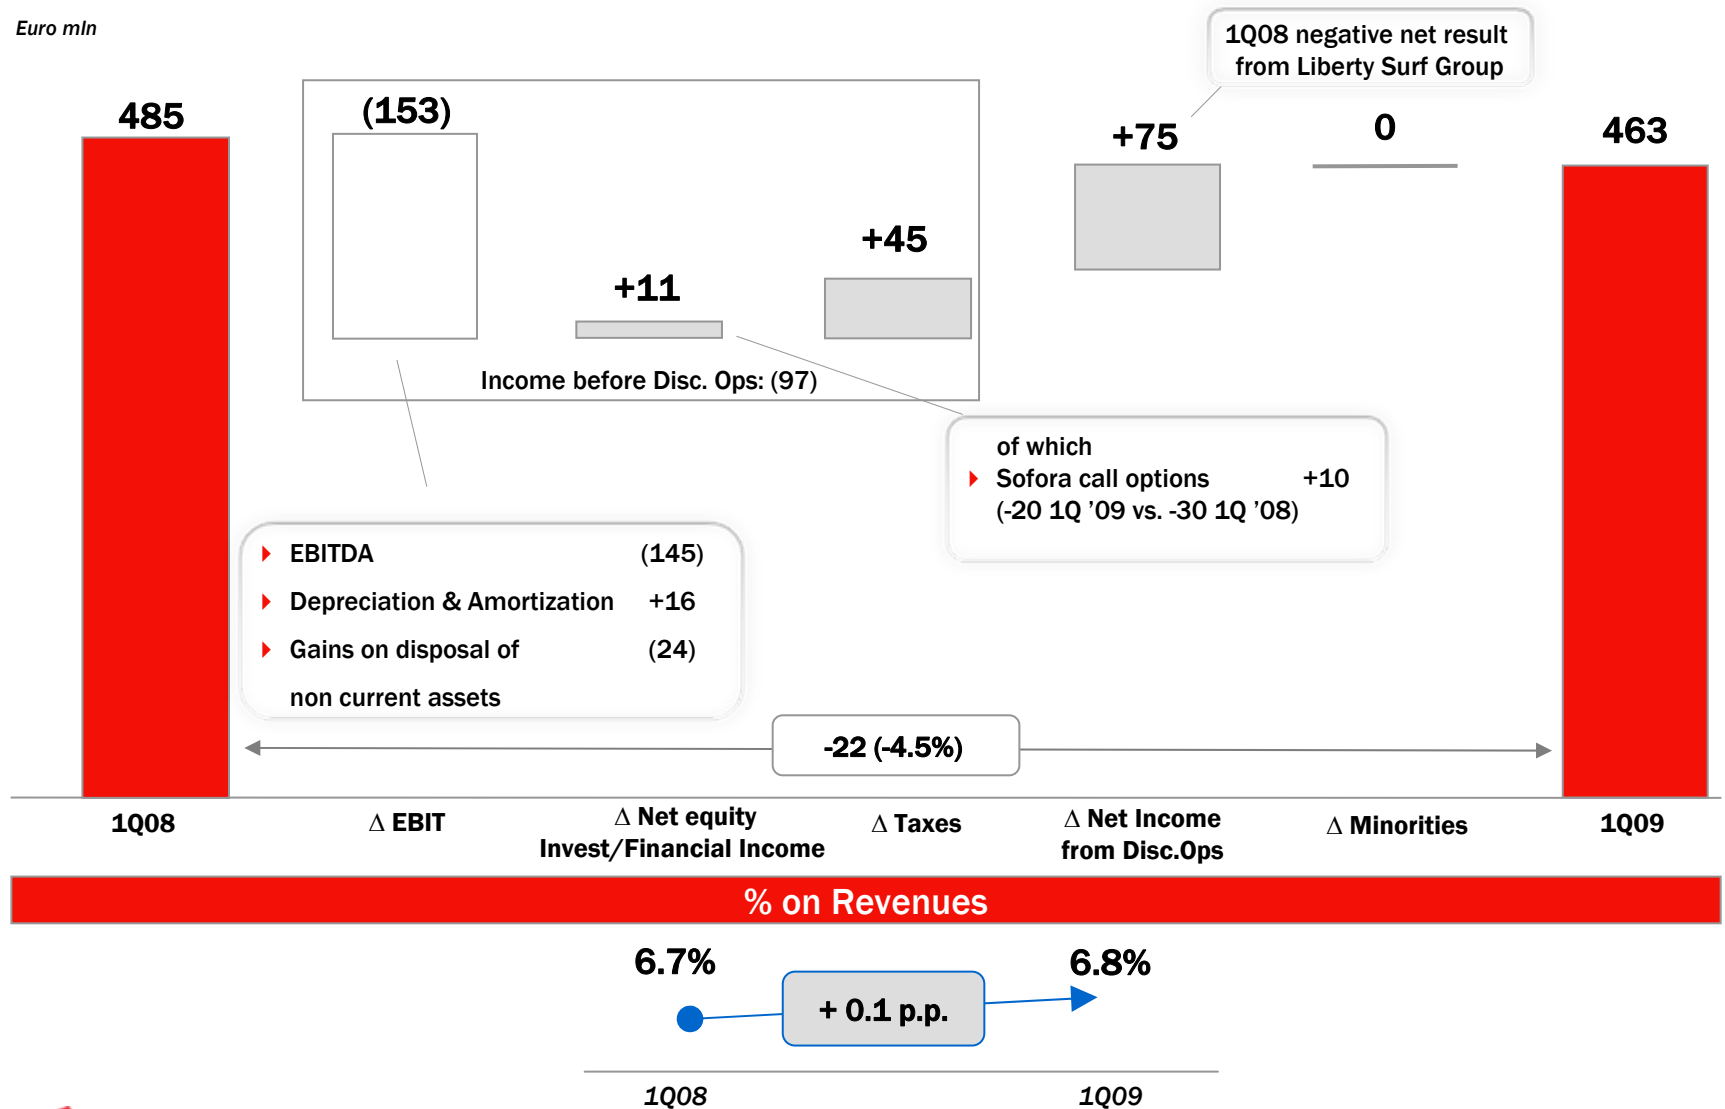 Euro mln
1Q08 negative net result
from Liberty Surf Group
485
(153)
+11
+45
+75
0
463
Income before Disc. Ops: (97)
of which
Sofora call options +10
(-20 1Q ’09 vs. -30 1Q ’08)
EBITDA (145)
Depreciation & Amortization +16
Gains on disposal of (24)
non current assets
-22 (-4.5%)
1Q08
Δ EBIT
Δ Net equity
Invest/Financial Income
Δ Taxes
Δ Net Income
from Disc.Ops
Δ Minorities
1Q09
% on Revenues
6.7%
+ 0.1 p.p.
6.8%
1Q08
1Q09